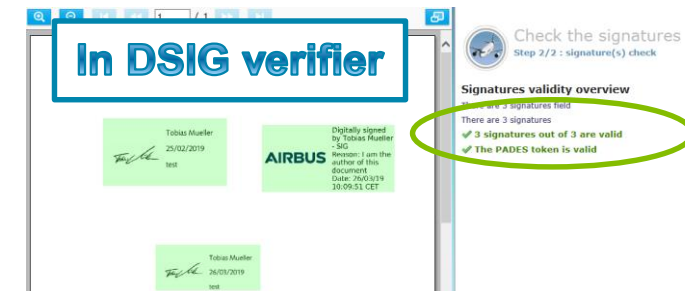 1 / 1
In DSIG verifier
Tobias Mueller
25/02/2019
test
AIRBUS
Digitally signed
by Tobias Mueller
- SIG
Reason: I am the
author of this
document
Date: 26/03/19
10:09:51 CET
Tobias Mueller
26/03/2019
test
Check the signatures
Step 2/2 : signature(s) check
Signatures validity overview
There are 3 signatures field
There are 3 signatures
3 signatures out of 3 are valid
The PADES token is valid